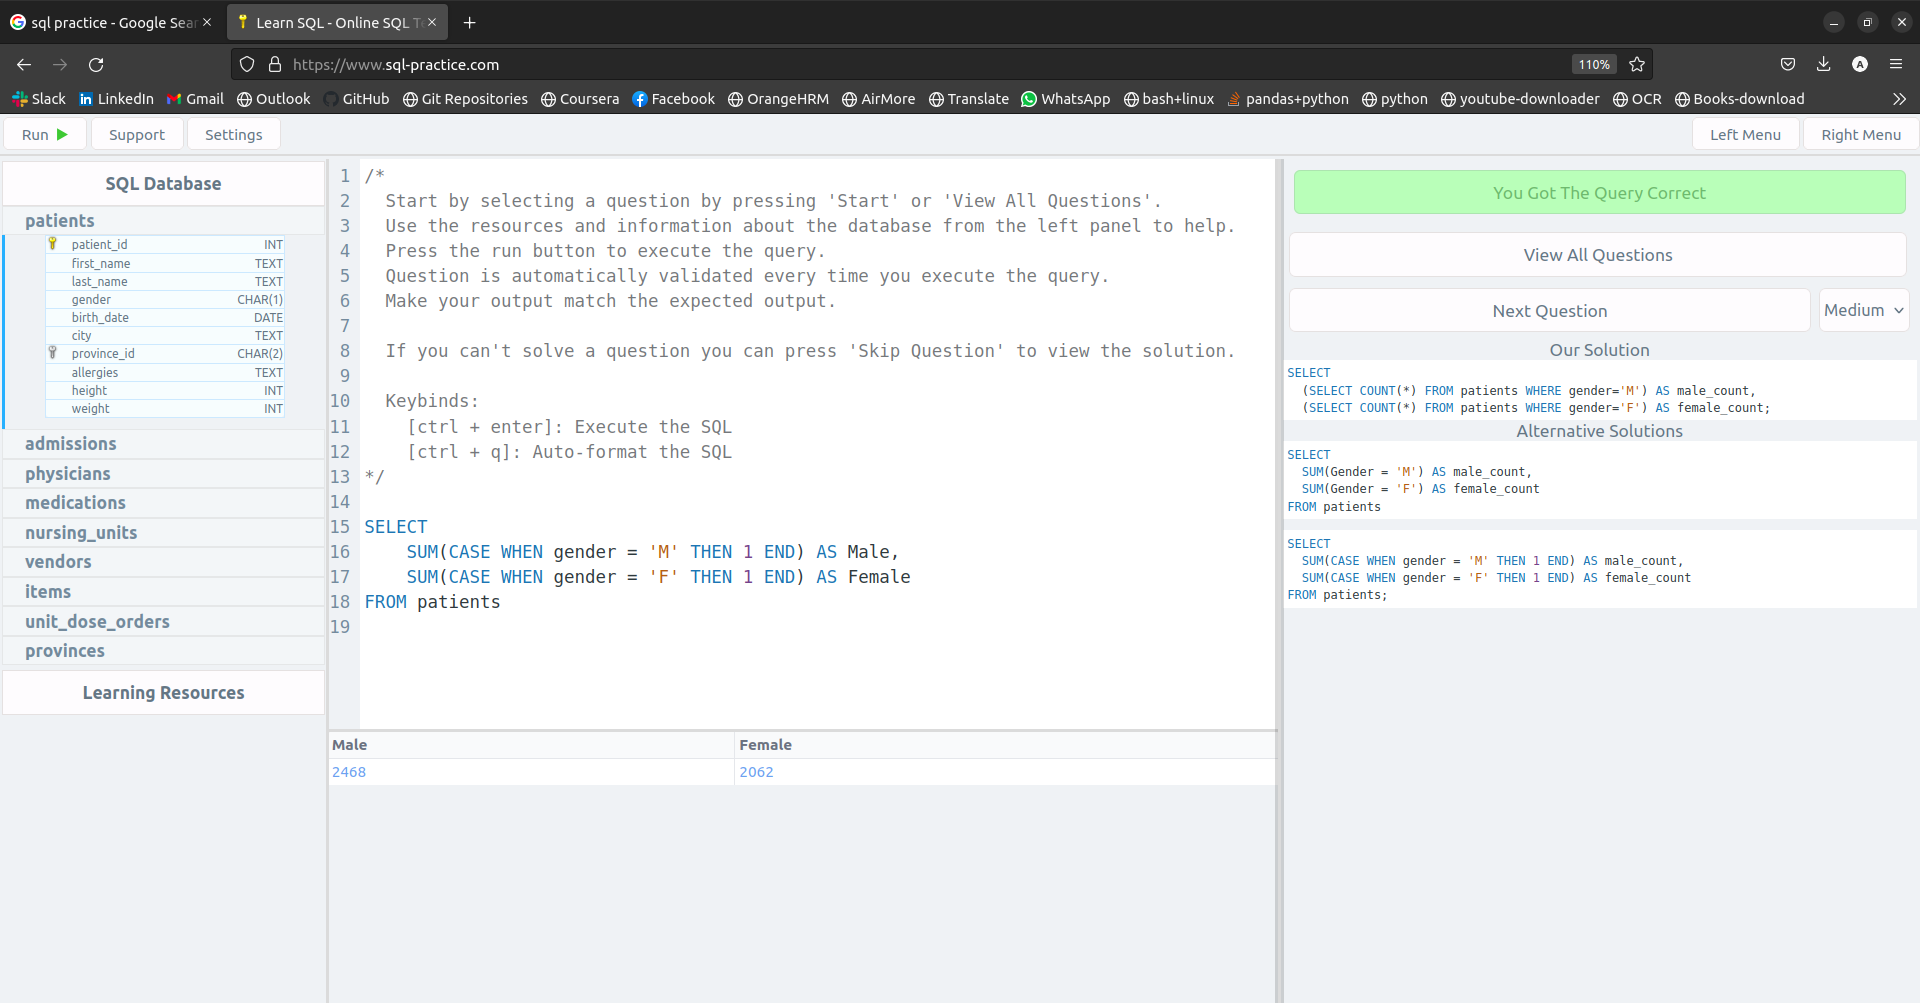 sql practice - Google Sear
Learn SQL - Online SQL Te
https://www.sql-practice.com
110%
Slack LinkedIn Gmail Outlook GitHub Git Repositories Coursera Facebook OrangeHRM AirMore Translate WhatsApp bash+linux pandas+python python youtube-downloader OCR Books-download
Run Support Settings Left Menu Right Menu
SQL Database
patients
patient_id INT
first_name TEXT
last_name TEXT
gender CHAR(1)
birth_date DATE
city TEXT
province_id CHAR(2)
allergies TEXT
height INT
weight INT
admissions
physicians
medications
nursing_units
vendors
items
unit_dose_orders
provinces
Learning Resources
1 /*
2 Start by selecting a question by pressing 'Start' or 'View All Questions'.
3 Use the resources and information about the database from the left panel to help.
4 Press the run button to execute the query.
5 Question is automatically validated every time you execute the query.
6 Make your output match the expected output.
7
8 If you can't solve a question you can press 'Skip Question' to view the solution.
9
10 Keybinds:
11 [ctrl + enter]: Execute the SQL
12 [ctrl + q]: Auto-format the SQL
13 */
14
15 SELECT
16 SUM(CASE WHEN gender = 'M' THEN 1 END) AS Male,
17 SUM(CASE WHEN gender = 'F' THEN 1 END) AS Female
18 FROM patients
19
Male Female
2468 2062
You Got The Query Correct
View All Questions
Next Question Medium
Our Solution
SELECT
(SELECT COUNT(*) FROM patients WHERE gender='M') AS male_count,
(SELECT COUNT(*) FROM patients WHERE gender='F') AS female_count;
Alternative Solutions
SELECT
SUM(Gender = 'M') AS male_count,
SUM(Gender = 'F') AS female_count
FROM patients
SELECT
SUM(CASE WHEN gender = 'M' THEN 1 END) AS male_count,
SUM(CASE WHEN gender = 'F' THEN 1 END) AS female_count
FROM patients;